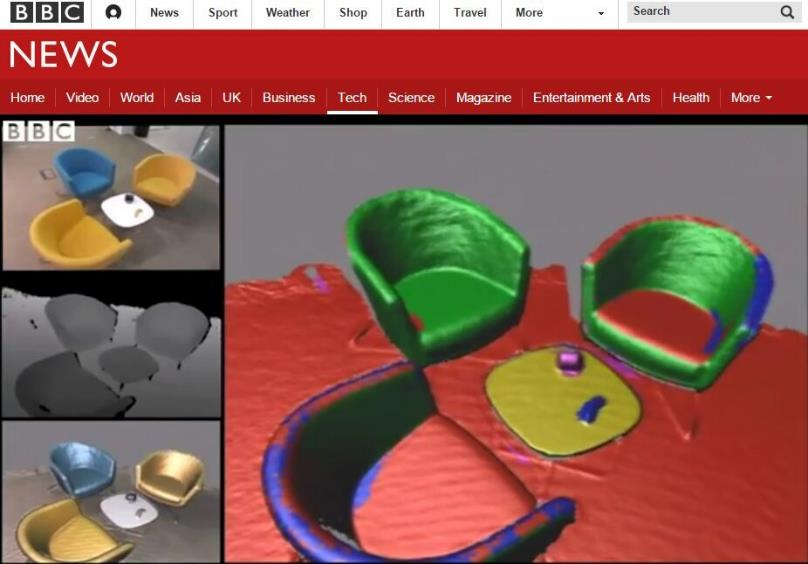 BBC News Sport Weather Shop Earth Travel More Search
NEWS
Home Video World Asia UK Business Tech Science Magazine Entertainment & Arts Health More
BBC